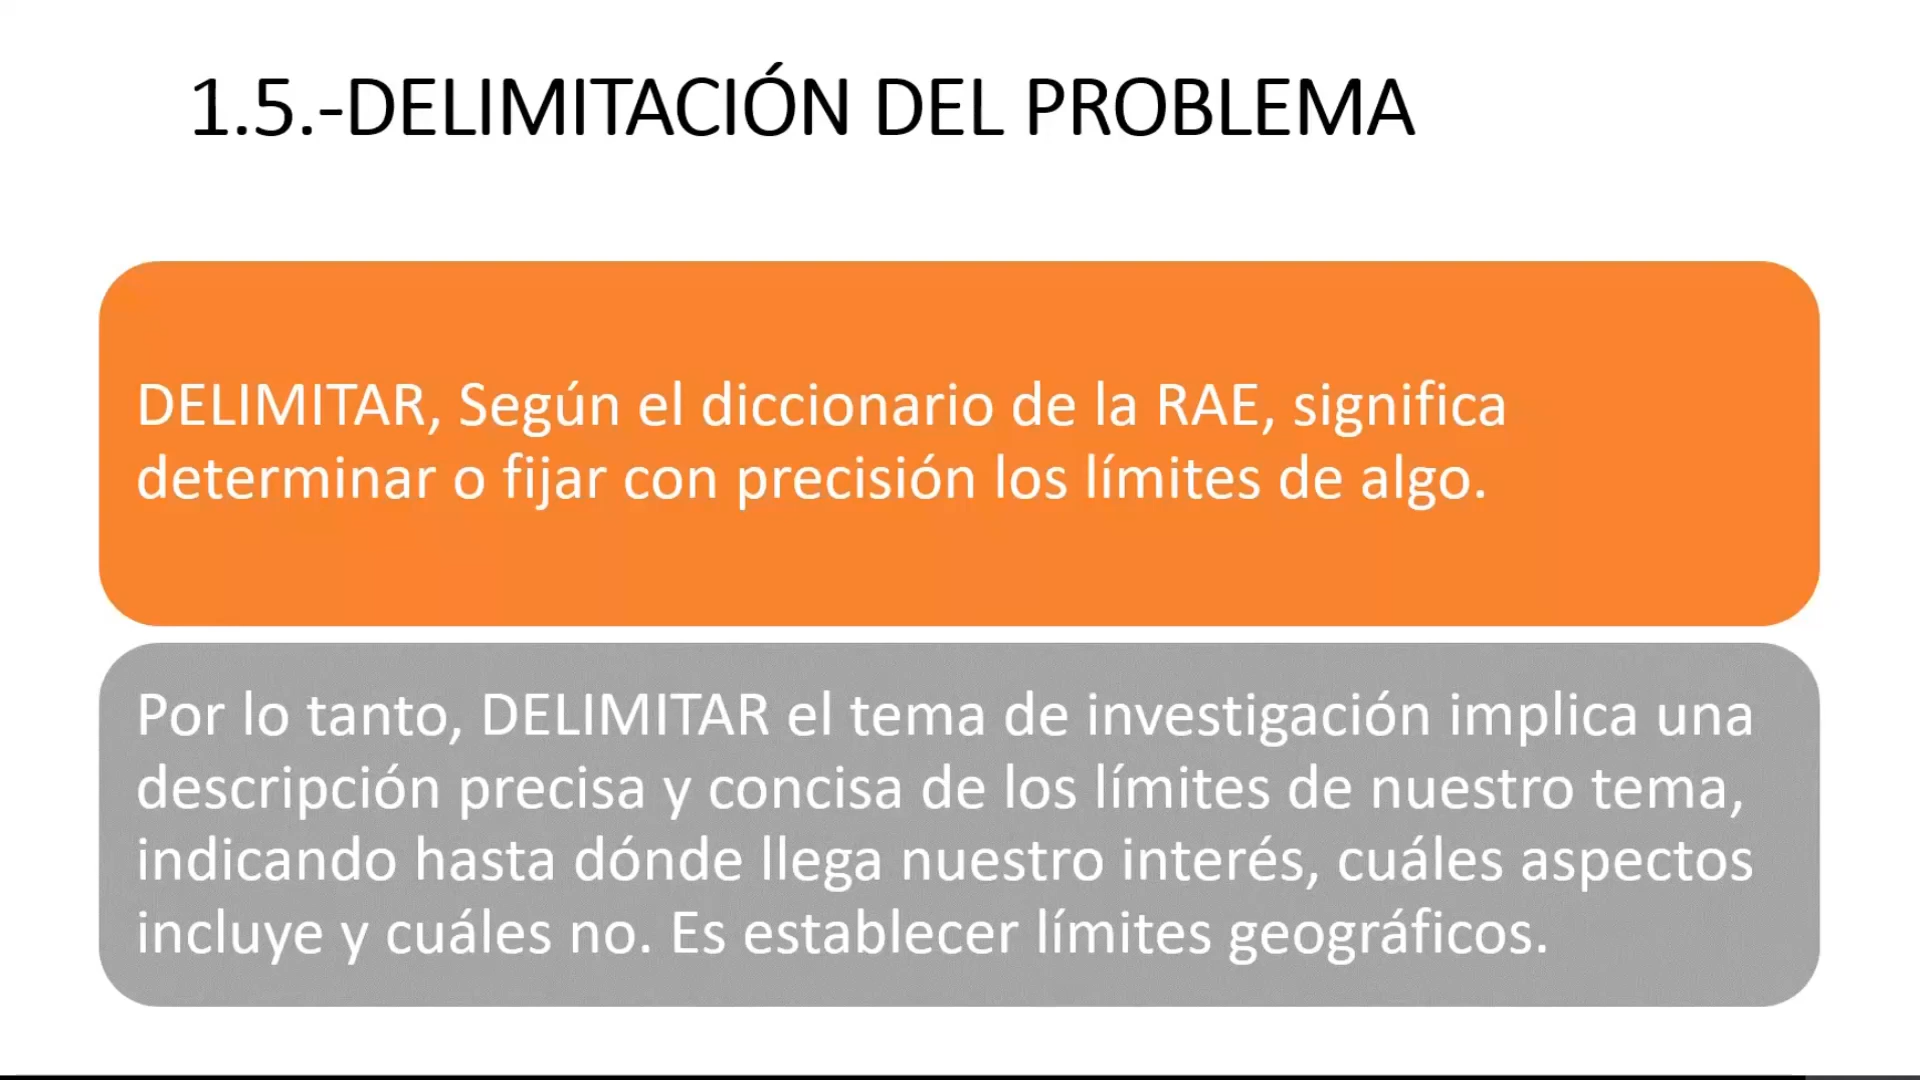 1.5.-DELIMITACIÓN DEL PROBLEMA
DELIMITAR, Según el diccionario de la RAE, significa
determinar o fijar con precisión los límites de algo.
Por lo tanto, DELIMITAR el tema de investigación implica una
descripción precisa y concisa de los límites de nuestro tema,
indicando hasta dónde llega nuestro interés, cuáles aspectos
incluye y cuáles no. Es establecer límites geográficos.